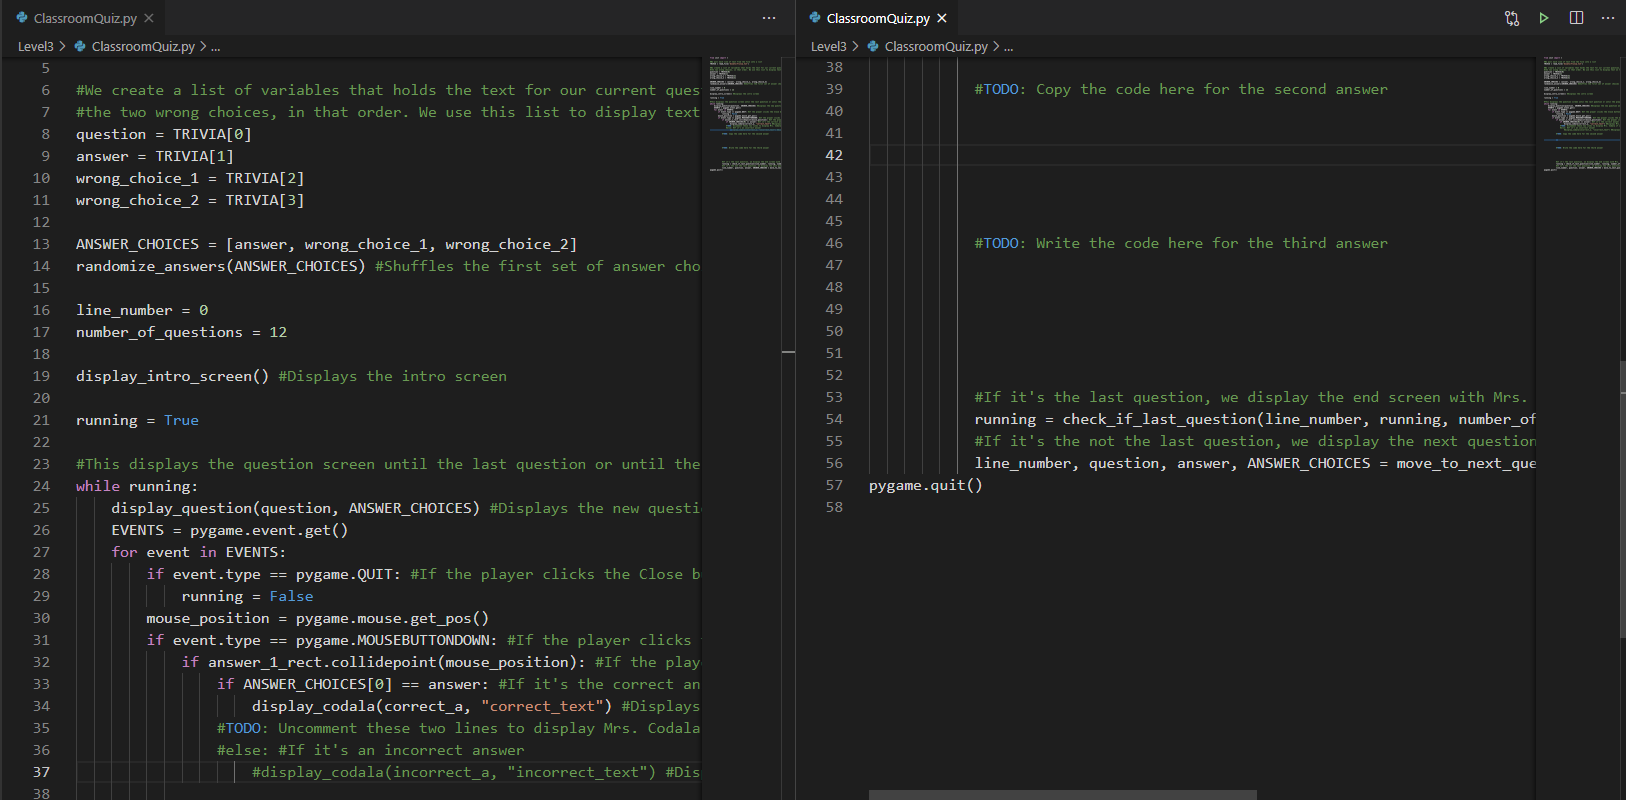 ClassroomQuiz.py
Level3 > ClassroomQuiz.py > ...
5
6 #We create a list of variables that holds the text for our current ques
7 #the two wrong choices, in that order. We use this list to display text
8 question = TRIVIA[0]
9 answer = TRIVIA[1]
10 wrong_choice_1 = TRIVIA[2]
11 wrong_choice_2 = TRIVIA[3]
12
13 ANSWER_CHOICES = [answer, wrong_choice_1, wrong_choice_2]
14 randomize_answers(ANSWER_CHOICES) #Shuffles the first set of answer cho
15
16 line_number = 0
17 number_of_questions = 12
18
19 display_intro_screen() #Displays the intro screen
20
21 running = True
22
23 #This displays the question screen until the last question or until the
24 while running:
25 display_question(question, ANSWER_CHOICES) #Displays the new questi
26 EVENTS = pygame.event.get()
27 for event in EVENTS:
28 if event.type == pygame.QUIT: #If the player clicks the Close b
29 running = False
30 mouse_position = pygame.mouse.get_pos()
31 if event.type == pygame.MOUSEBUTTONDOWN: #If the player clicks
32 if answer_1_rect.collidepoint(mouse_position): #If the play
33 if ANSWER_CHOICES[0] == answer: #If it's the correct an
34 display_codala(correct_a, "correct_text") #Displays
35 #TODO: Uncomment these two lines to display Mrs. Codala
36 #else: #If it's an incorrect answer
37 #display_codala(incorrect_a, "incorrect_text") #Dis
38
ClassroomQuiz.py
Level3 > ClassroomQuiz.py > ...
38
39 #TODO: Copy the code here for the second answer
40
41
42
43
44
45
46 #TODO: Write the code here for the third answer
47
48
49
50
51
52
53 #If it's the last question, we display the end screen with Mrs.
54 running = check_if_last_question(line_number, running, number_of
55 #If it's the not the last question, we display the next question
56 line_number, question, answer, ANSWER_CHOICES = move_to_next_que
57 pygame.quit()
58